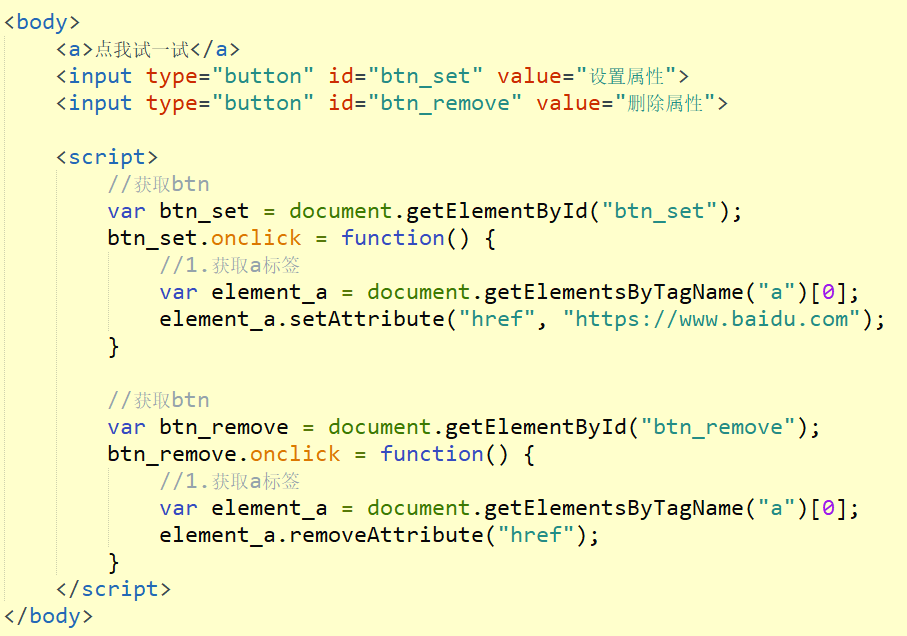 <body>
    <a>点我试一试</a>
    <input type="button" id="btn_set" value="设置属性">
    <input type="button" id="btn_remove" value="删除属性">

    <script>
        //获取btn
        var btn_set = document.getElementById("btn_set");
        btn_set.onclick = function() {
            //1.获取a标签
            var element_a = document.getElementsByTagName("a")[0];
            element_a.setAttribute("href", "https://www.baidu.com");
        }

        //获取btn
        var btn_remove = document.getElementById("btn_remove");
        btn_remove.onclick = function() {
            //1.获取a标签
            var element_a = document.getElementsByTagName("a")[0];
            element_a.removeAttribute("href");
        }
    </script>
</body>